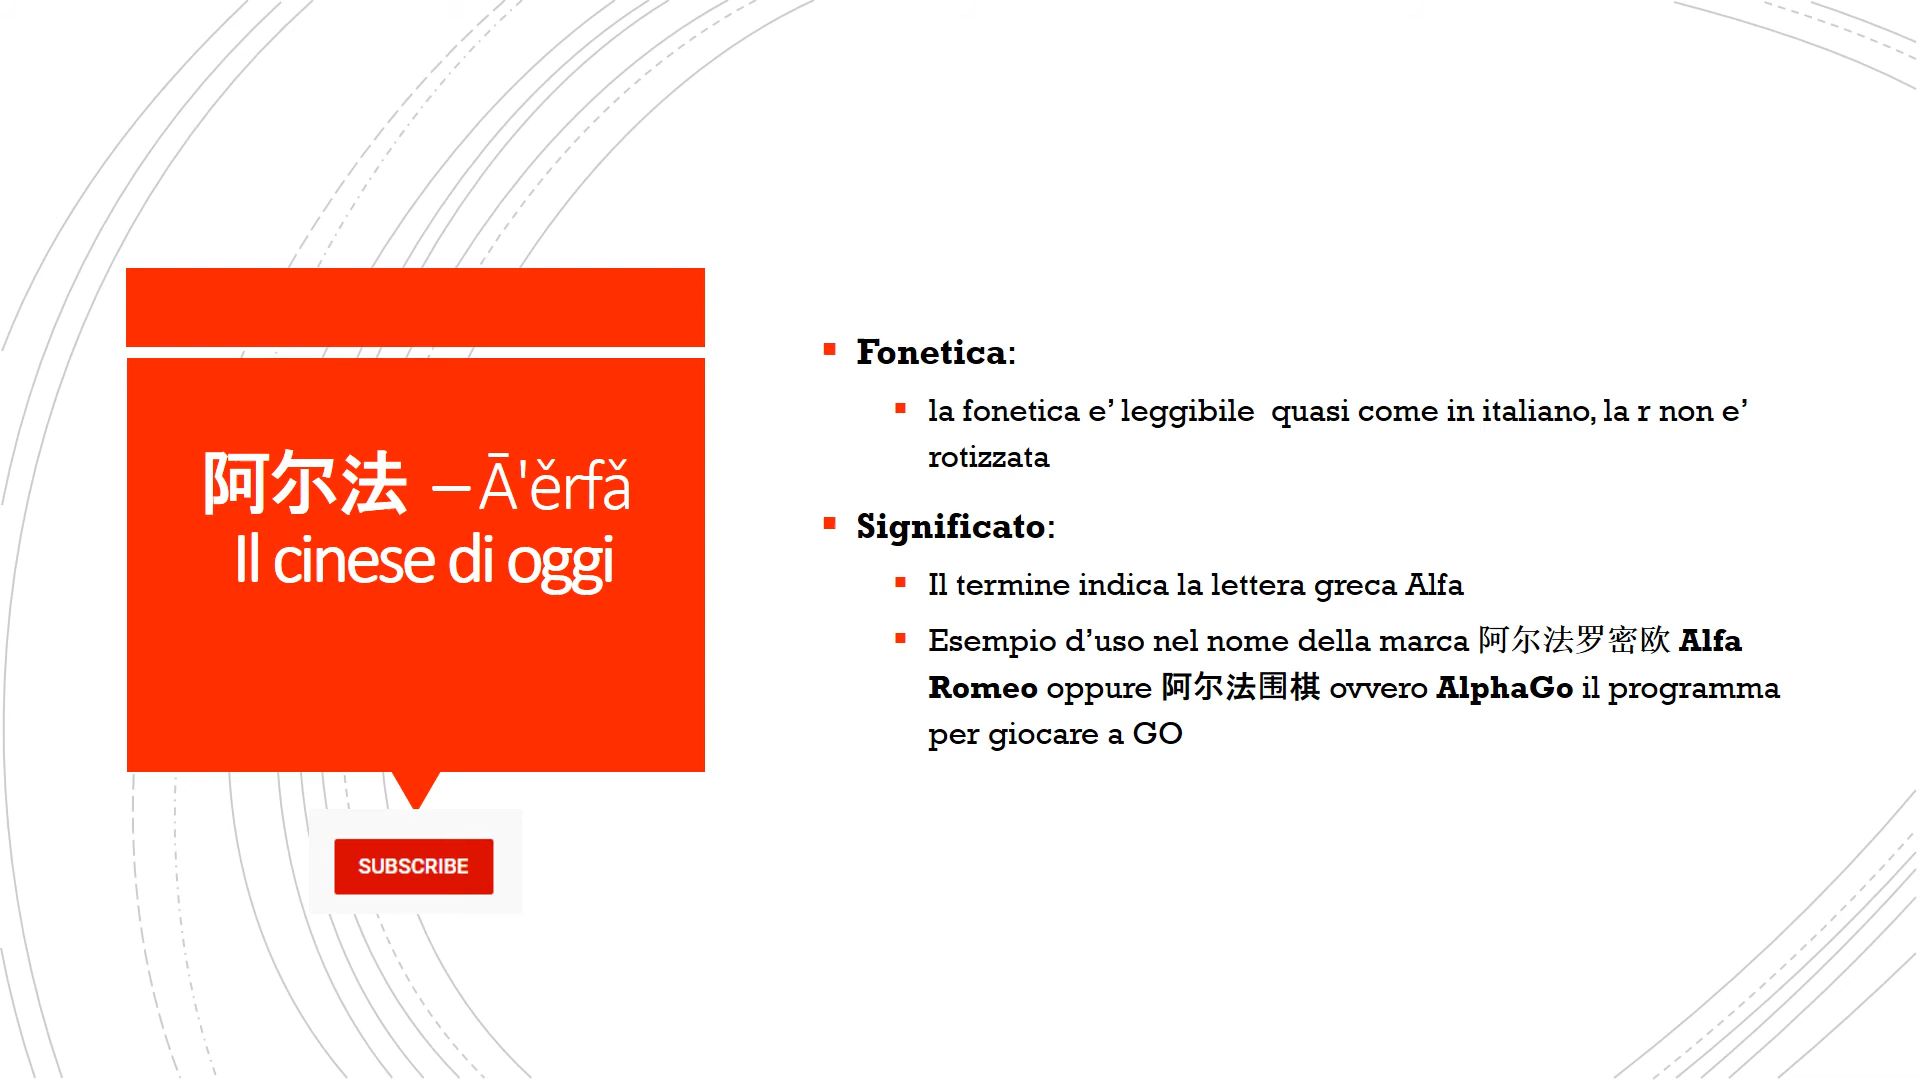 阿尔法 – Ā'ěrfǎ
Il cinese di oggi
SUBSCRIBE
Fonetica:
la fonetica e’ leggibile  quasi come in italiano, la r non e’
rotizzata
Significato:
Il termine indica la lettera greca Alfa
Esempio d’uso nel nome della marca 阿尔法罗密欧 Alfa
Romeo oppure 阿尔法围棋 ovvero AlphaGo il programma
per giocare a GO